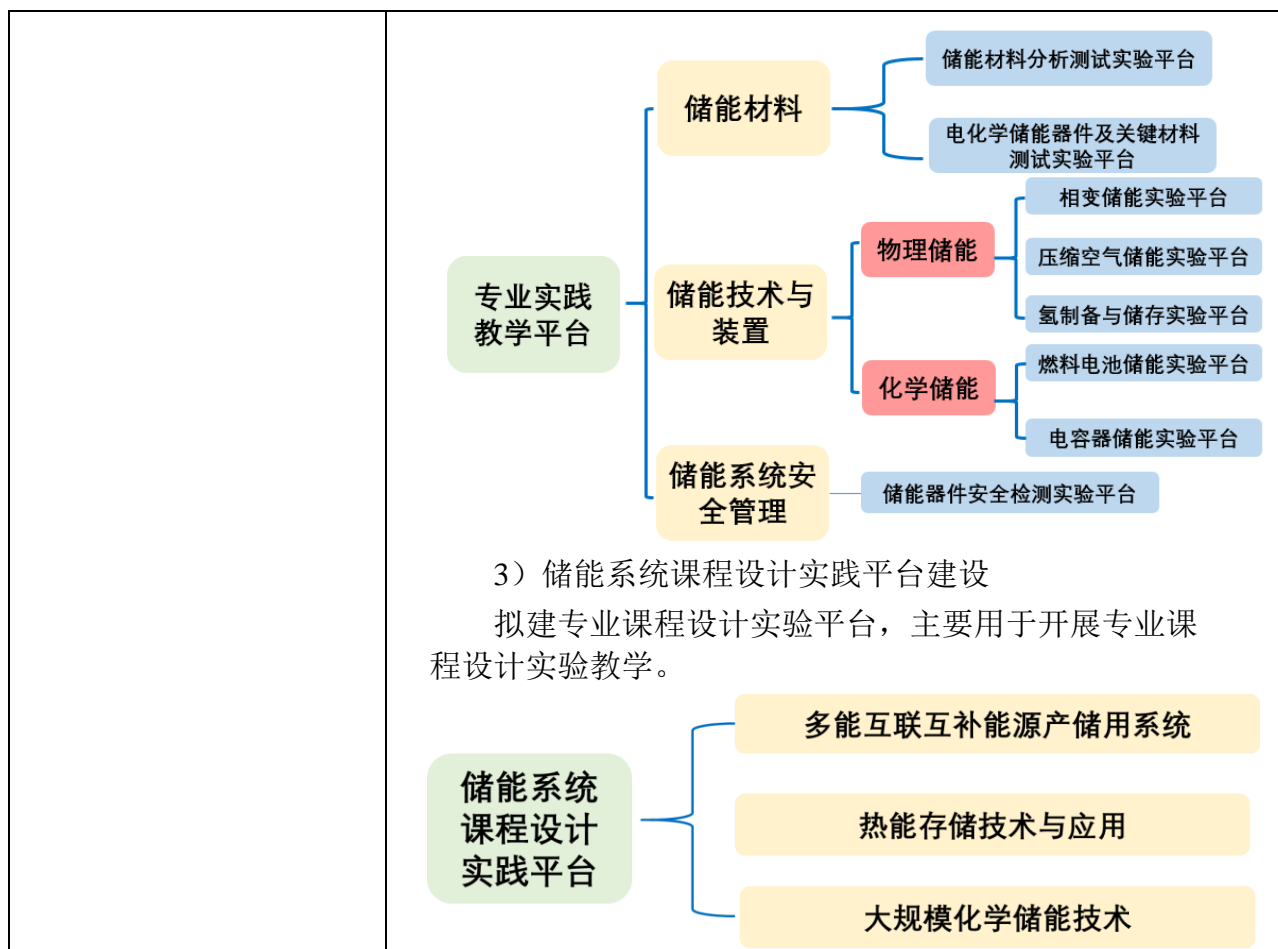 储能材料分析测试实验平台
储能材料
电化学储能器件及关键材料
测试实验平台
相变储能实验平台
物理储能
压缩空气储能实验平台
专业实践
教学平台
储能技术与
装置
氢制备与储存实验平台
燃料电池储能实验平台
化学储能
电容器储能实验平台
储能系统安
全管理
储能器件安全检测实验平台
3）储能系统课程设计实践平台建设
拟建专业课程设计实验平台，主要用于开展专业课
程设计实验教学。
多能互联互补能源产储用系统
储能系统
课程设计
实践平台
热能存储技术与应用
大规模化学储能技术